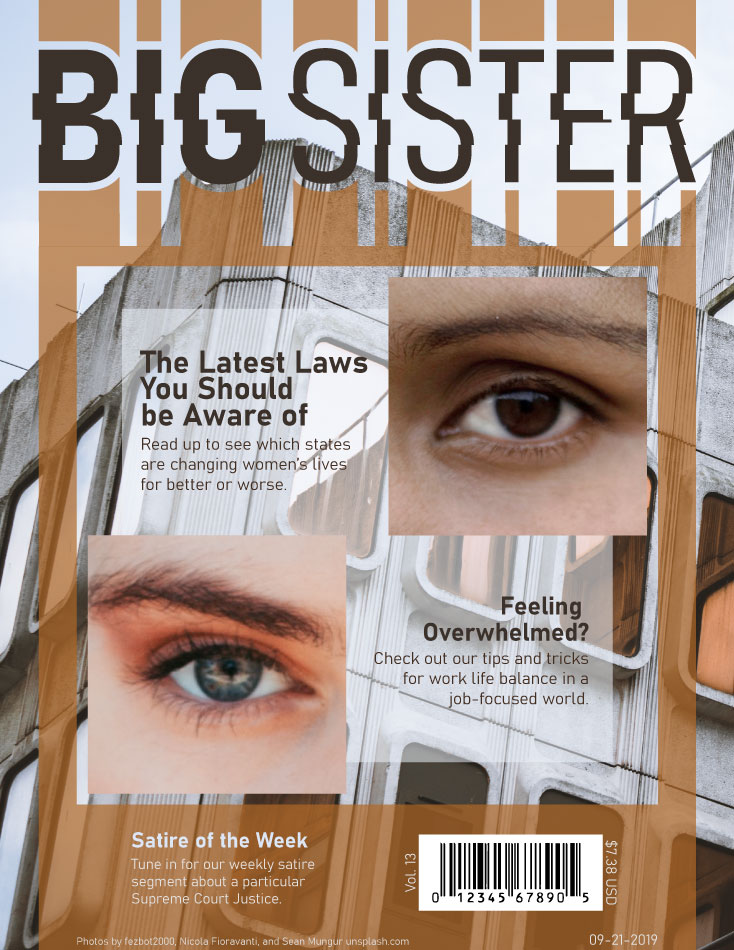 BIG SISTER
The Latest Laws
You Should
be Aware of
Read up to see which states
are changing women's lives
for better or worse.
Feeling
Overwhelmed?
Check out our tips and tricks
for work life balance in a
job-focused world.
Satire of the Week
Tune in for our weekly satire
segment about a particular
Supreme Court Justice.
Vol. 13
0 12345 67890 5
$7.38 USD
Photos by fezbot2000, Nicola Fioravanti, and Sean Mungur unsplash.com
09-21-2019